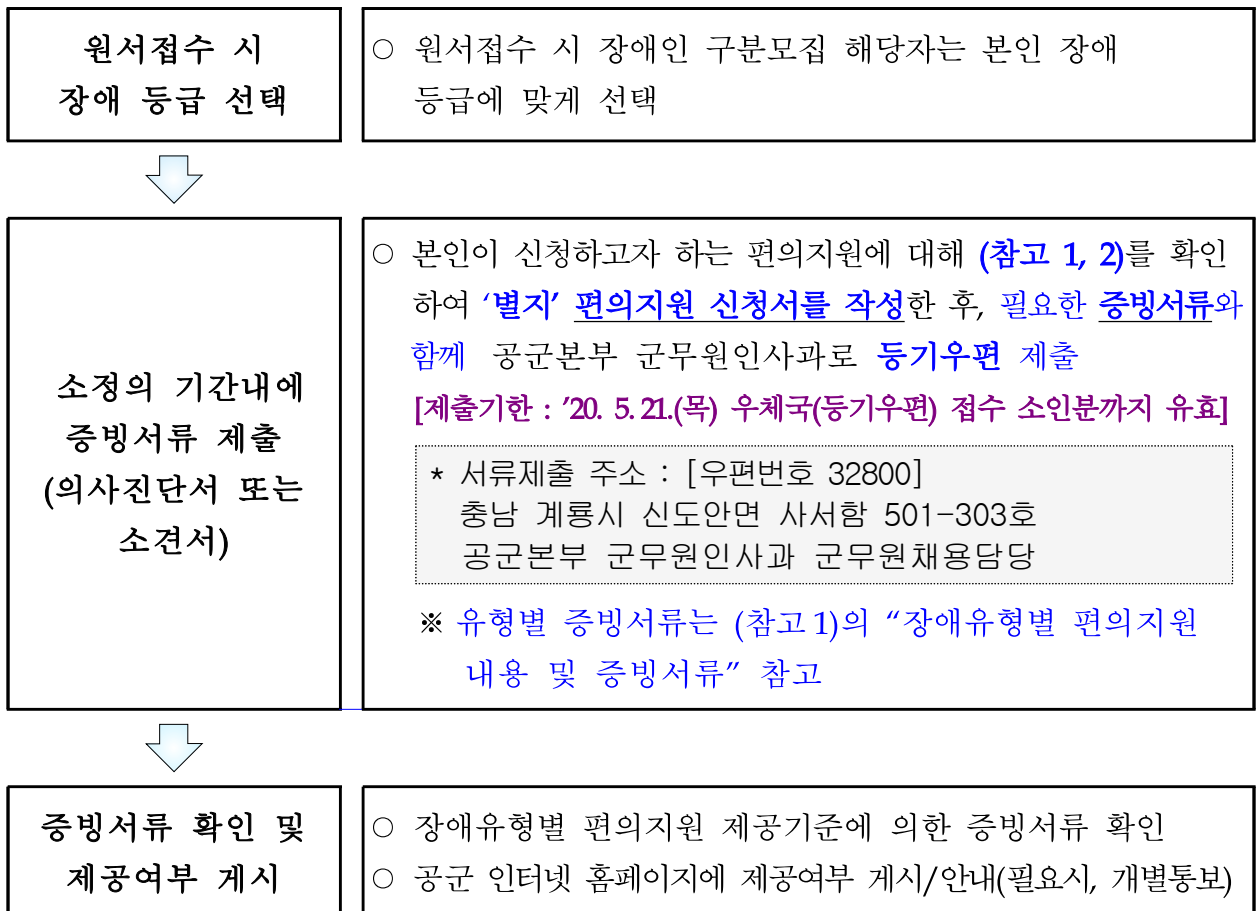 원서접수 시
장애 등급 선택
○ 원서접수 시 장애인 구분모집 해당자는 본인 장애
등급에 맞게 선택
소정의 기간내에
증빙서류 제출
(의사진단서 또는
소견서)
○ 본인이 신청하고자 하는 편의지원에 대해 (참고 1, 2)를 확인
하여 ‘별지’ 편의지원 신청서를 작성한 후, 필요한 증빙서류와
함께 공군본부 군무원인사과로 등기우편 제출
[제출기한 : ’20. 5. 21.(목) 우체국(등기우편) 접수 소인분까지 유효]
* 서류제출 주소 : [우편번호 32800]
충남 계룡시 신도안면 사서함 501-303호
공군본부 군무원인사과 군무원채용담당
※ 유형별 증빙서류는 (참고 1)의 “장애유형별 편의지원
내용 및 증빙서류” 참고
증빙서류 확인 및
제공여부 게시
○ 장애유형별 편의지원 제공기준에 의한 증빙서류 확인
○ 공군 인터넷 홈페이지에 제공여부 게시/안내(필요시, 개별통보)